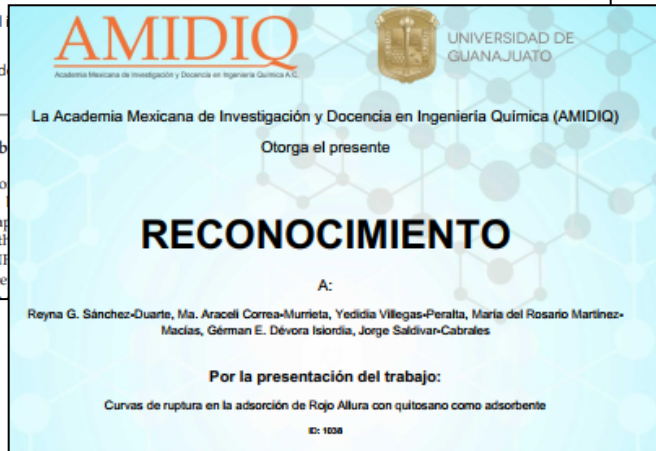 AMIDIQ
Academia Mexicana de Investigación y Docencia en Ingeniería Química A.C.
UNIVERSIDAD DE
GUANAJUATO
La Academia Mexicana de Investigación y Docencia en Ingeniería Química (AMIDIQ)
Otorga el presente
RECONOCIMIENTO
A:
Reyna G. Sánchez-Duarte, Ma. Araceli Correa-Murrieta, Yedidia Villegas-Peralta, María del Rosario Martínez-
Macias, Gérman E. Dévora Isiordia, Jorge Saldivar-Cabrales
Por la presentación del trabajo:
Curvas de ruptura en la adsorción de Rojo Allura con quitosano como adsorbente
ID: 1038